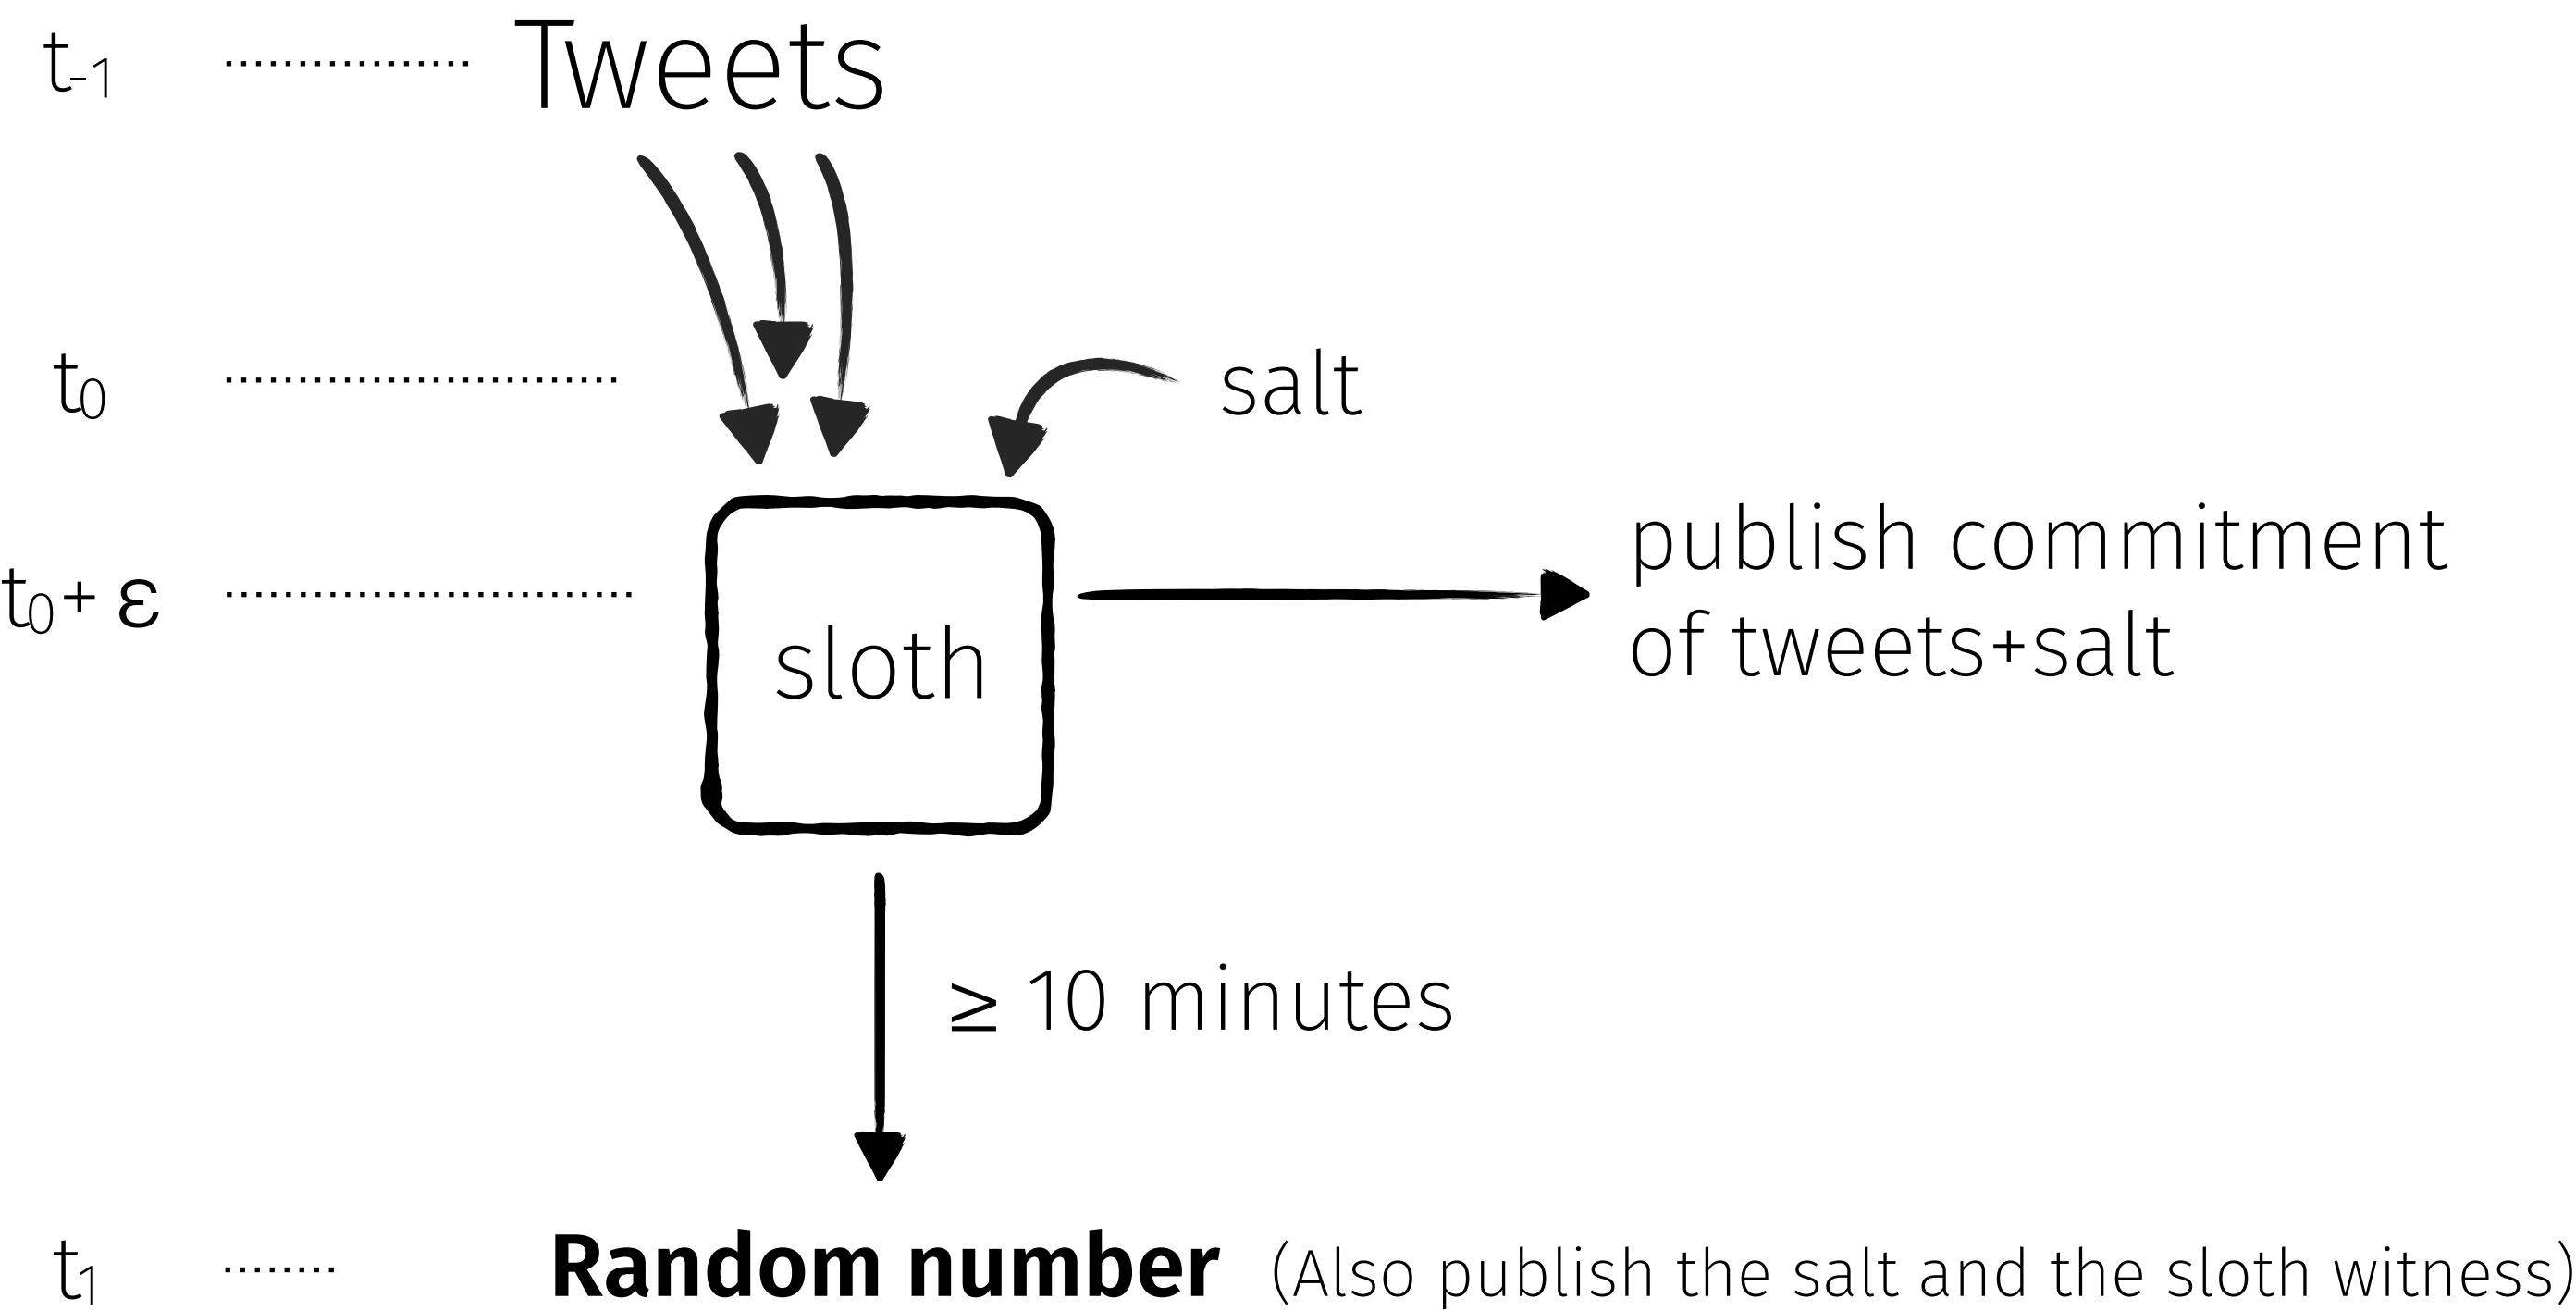 t-1 Tweets
t0 salt
t0+ ε
publish commitment
of tweets+salt
sloth
≥ 10 minutes
t1 Random number (Also publish the salt and the sloth witness)